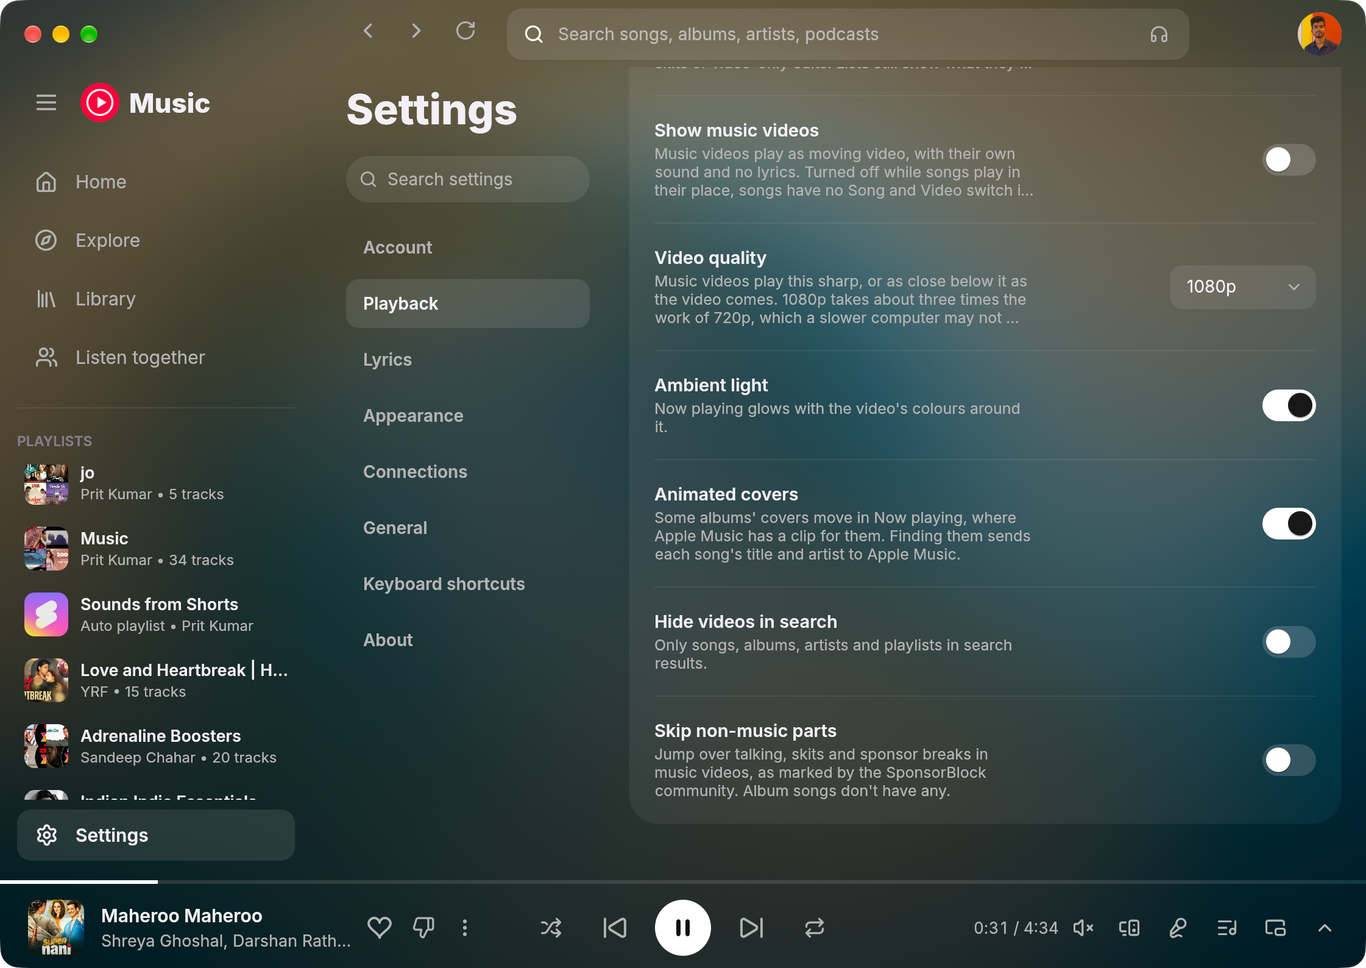 Search songs, albums, artists, podcasts
Music
Home
Explore
Library
Listen together
PLAYLISTS
jo
Prit Kumar • 5 tracks
Music
Prit Kumar • 34 tracks
Sounds from Shorts
Auto playlist • Prit Kumar
Love and Heartbreak | H...
YRF • 15 tracks
Adrenaline Boosters
Sandeep Chahar • 20 tracks
Indian Indie Essentials
Settings
Settings
Search settings
Account
Playback
Lyrics
Appearance
Connections
General
Keyboard shortcuts
About
Show music videos
Music videos play as moving video, with their own
sound and no lyrics. Turned off while songs play in
their place, songs have no Song and Video switch i...
Video quality
Music videos play this sharp, or as close below it as
the video comes. 1080p takes about three times the
work of 720p, which a slower computer may not ...
1080p
Ambient light
Now playing glows with the video's colours around
it.
Animated covers
Some albums' covers move in Now playing, where
Apple Music has a clip for them. Finding them sends
each song's title and artist to Apple Music.
Hide videos in search
Only songs, albums, artists and playlists in search
results.
Skip non-music parts
Jump over talking, skits and sponsor breaks in
music videos, as marked by the SponsorBlock
community. Album songs don't have any.
SUPER
nani
Maheroo Maheroo
Shreya Ghoshal, Darshan Rath...
0:31 / 4:34